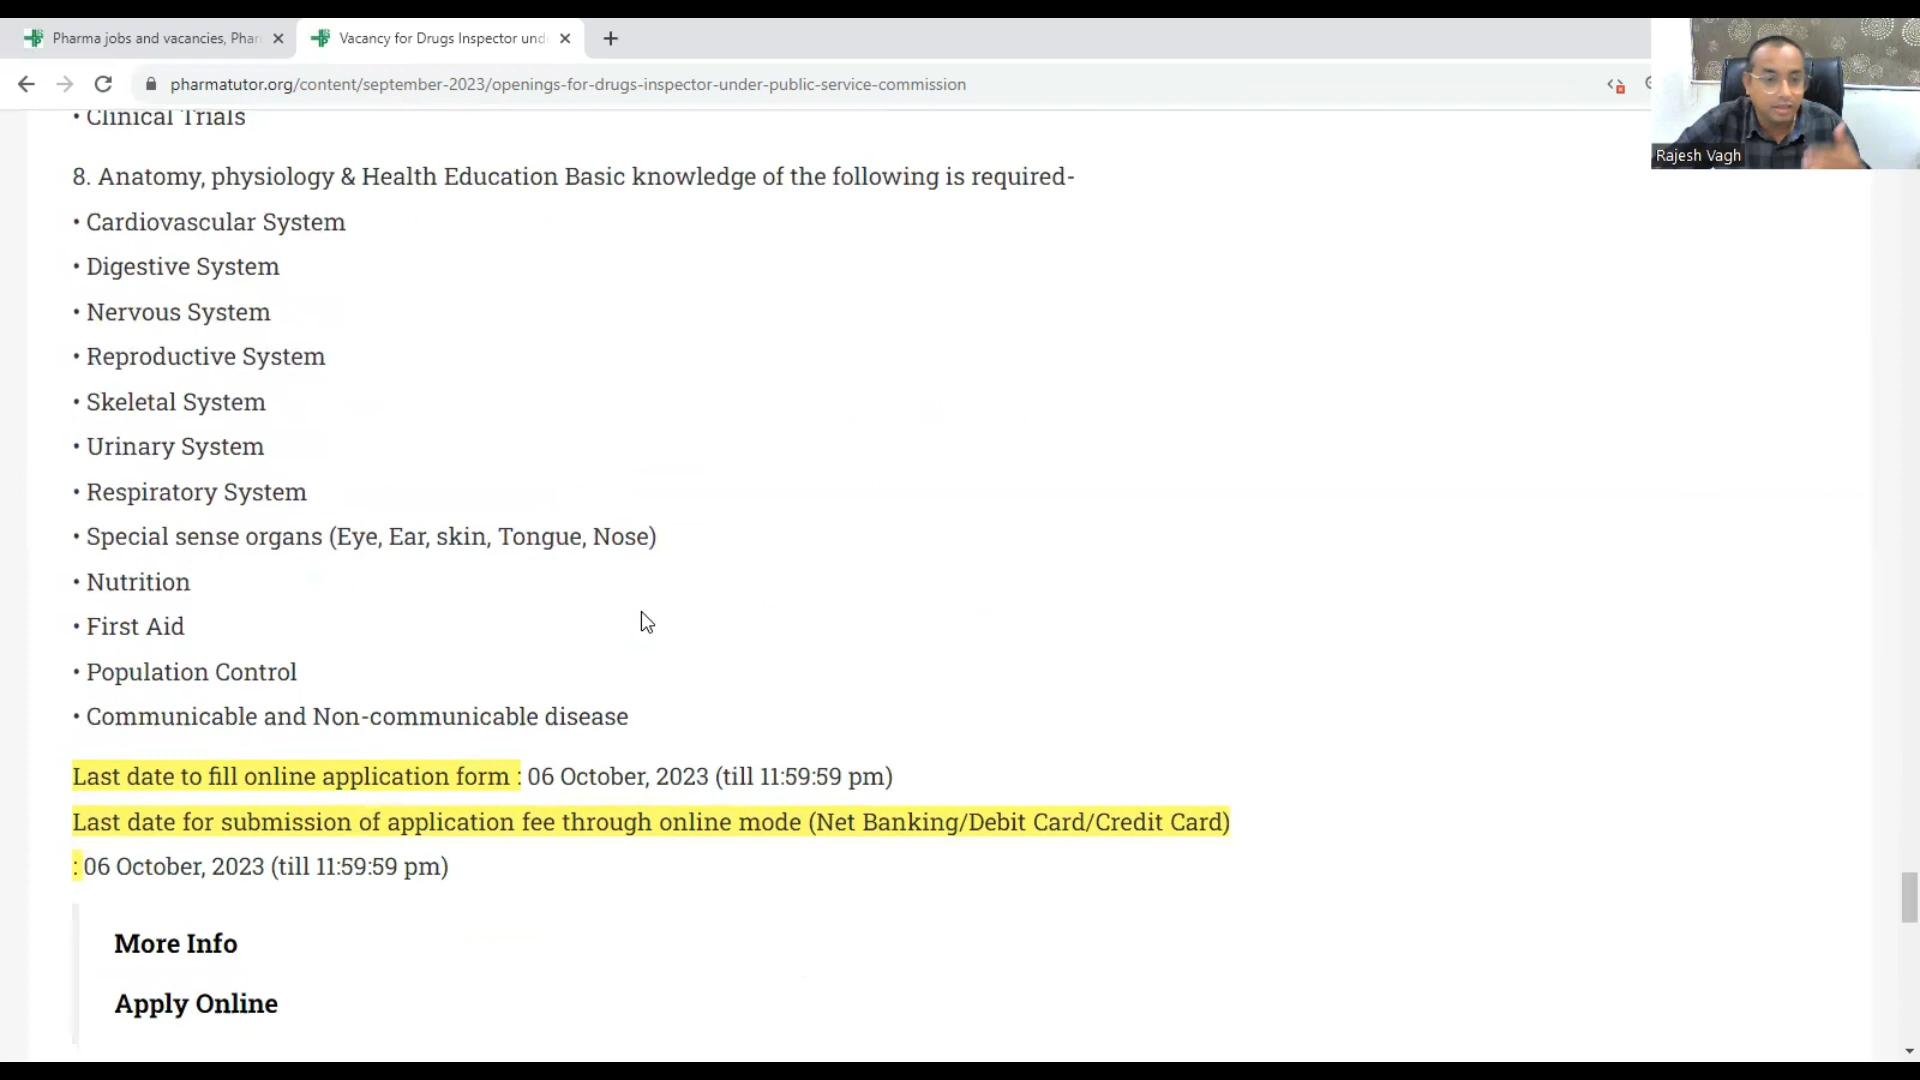 Pharma jobs and vacancies, Phar
Vacancy for Drugs Inspector und
pharmatutor.org/content/september-2023/openings-for-drugs-inspector-under-public-service-commission
Rajesh Vagh
• Clinical Trials
8. Anatomy, physiology & Health Education Basic knowledge of the following is required-
• Cardiovascular System
• Digestive System
• Nervous System
• Reproductive System
• Skeletal System
• Urinary System
• Respiratory System
• Special sense organs (Eye, Ear, skin, Tongue, Nose)
• Nutrition
• First Aid
• Population Control
• Communicable and Non-communicable disease
Last date to fill online application form : 06 October, 2023 (till 11:59:59 pm)
Last date for submission of application fee through online mode (Net Banking/Debit Card/Credit Card)
: 06 October, 2023 (till 11:59:59 pm)
More Info
Apply Online